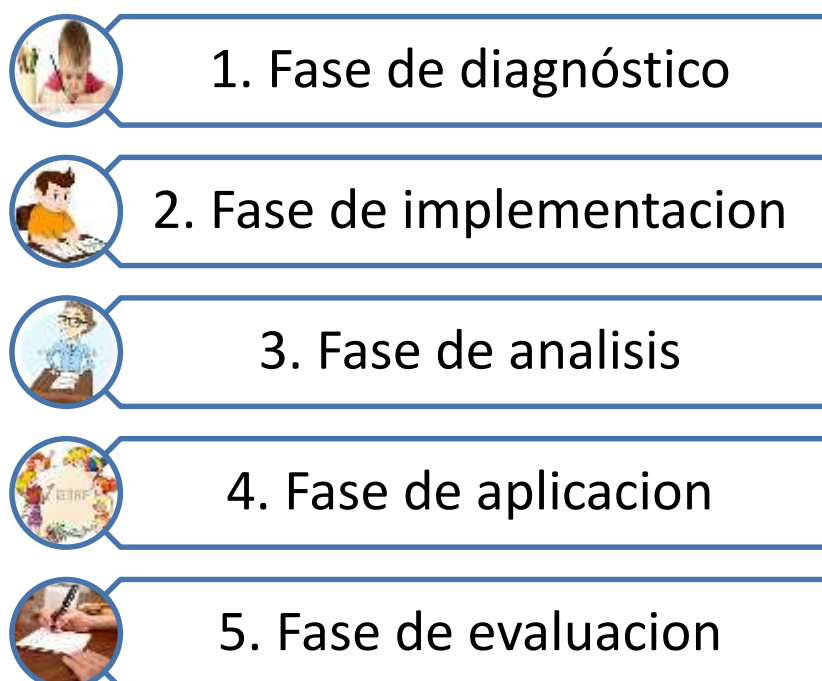 1. Fase de diagnóstico
2. Fase de implementacion
3. Fase de analisis
4. Fase de aplicacion
5. Fase de evaluacion